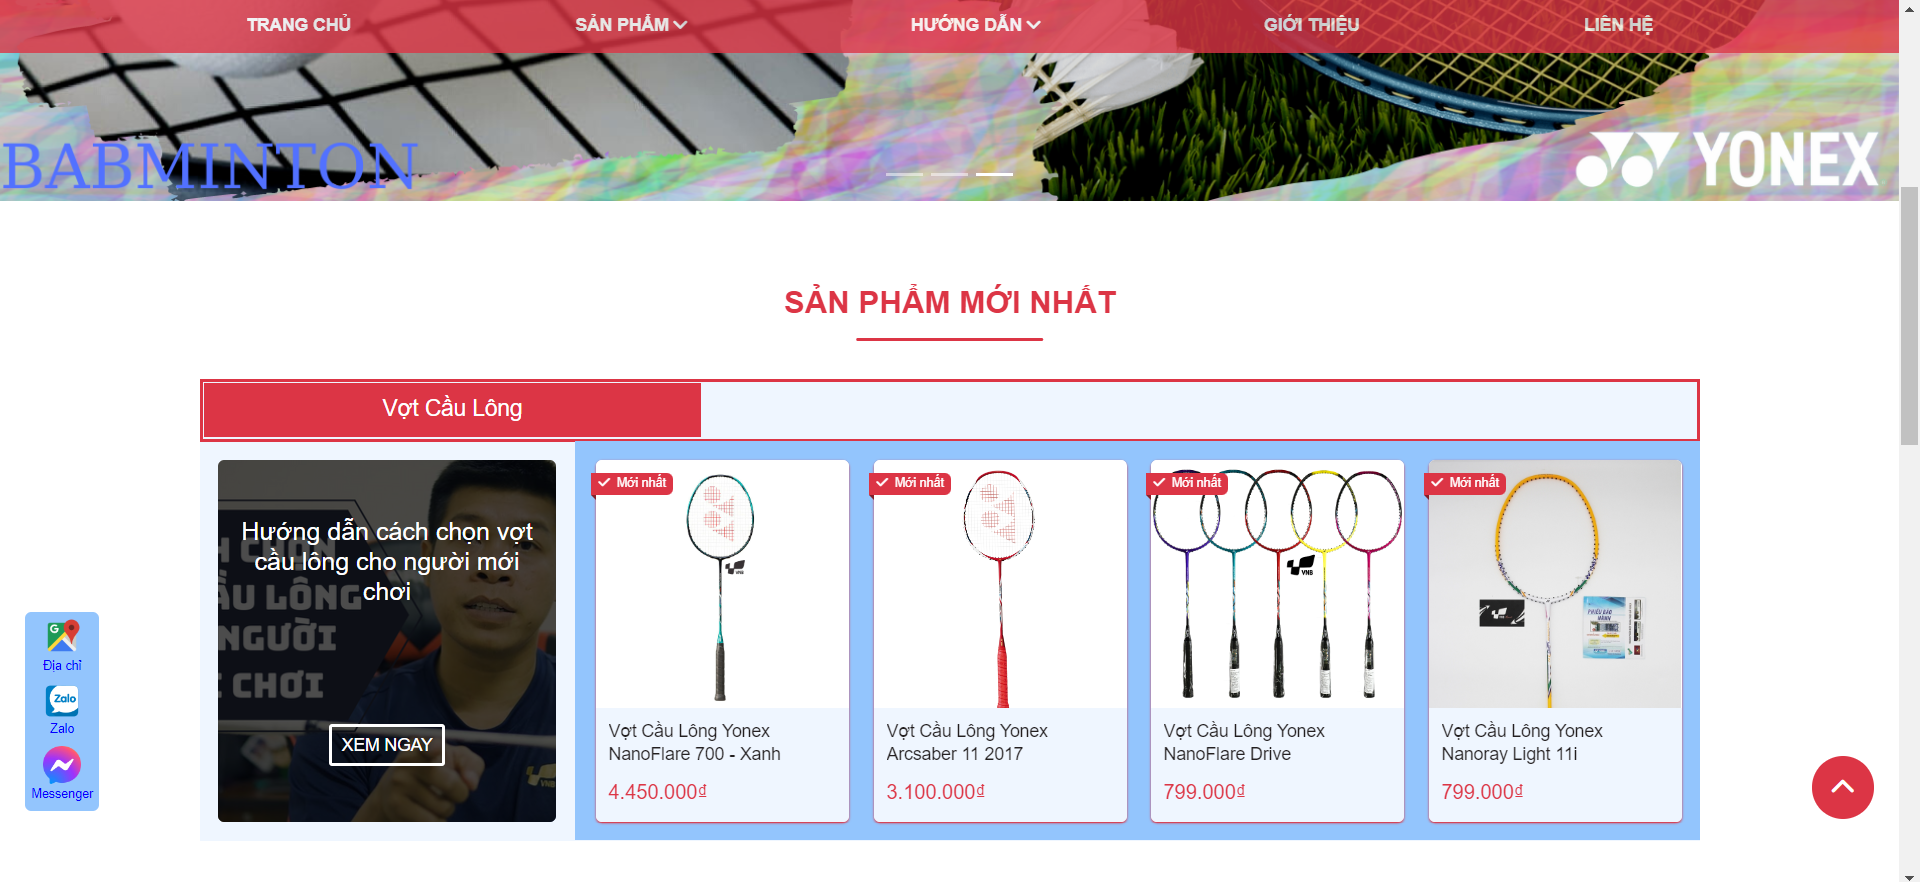 TRANG CHỦ
SẢN PHẨM
HƯỚNG DẪN
GIỚI THIỆU
LIÊN HỆ
BABMINTON
YONEX
SẢN PHẨM MỚI NHẤT
Vợt Cầu Lông
Hướng dẫn cách chọn vợt
cầu lông cho người mới
chơi
XEM NGAY
Mới nhất
Vợt Cầu Lông Yonex
NanoFlare 700 - Xanh
4.450.000₫
Mới nhất
Vợt Cầu Lông Yonex
Arcsaber 11 2017
3.100.000₫
Mới nhất
VNB
Vợt Cầu Lông Yonex
NanoFlare Drive
799.000₫
Mới nhất
Vợt Cầu Lông Yonex
Nanoray Light 11i
799.000₫
Địa chỉ
Zalo
Zalo
Messenger